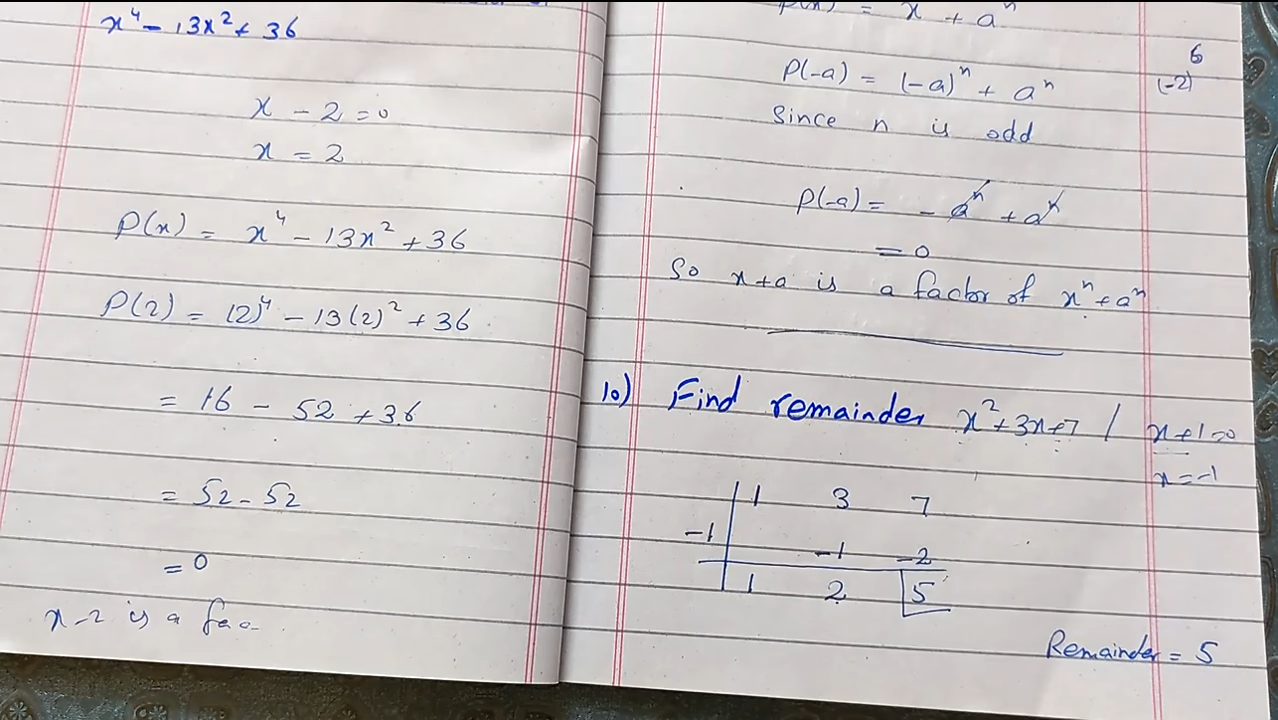 x⁴ - 13x² + 36
x - 2 = 0
x = 2
P(x) = x⁴ - 13x² + 36
P(2) = (2)⁴ - 13(2)² + 36
= 16 - 52 + 36
= 52 - 52
= 0
x-2 is a fac
P(x) = x + aⁿ
6
(-2)
P(-a) = (-a)ⁿ + aⁿ
Since n is odd
P(-a) = - aⁿ + aⁿ
= 0
So x+a is a factor of xⁿ + aⁿ
10) Find remainder x² + 3x + 7 / x + 1 = 0
x = -1
1 3 7
-1
-1 -2
1 2 5
Remainder = 5